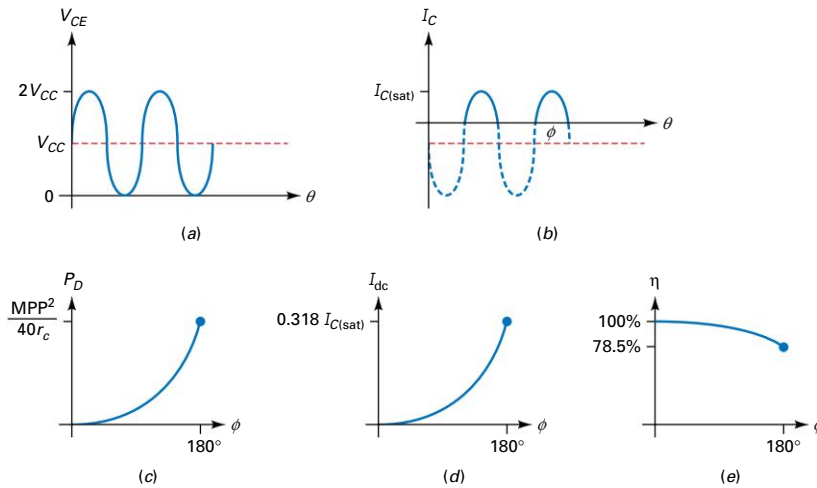 V_CE
2V_CC
V_CC
0
θ
(a)
I_C
I_C(sat)
θ
ϕ
(b)
P_D
MPP²
40r_c
ϕ
180°
(c)
I_dc
0.318 I_C(sat)
ϕ
180°
(d)
η
100%
78.5%
180°
(e)